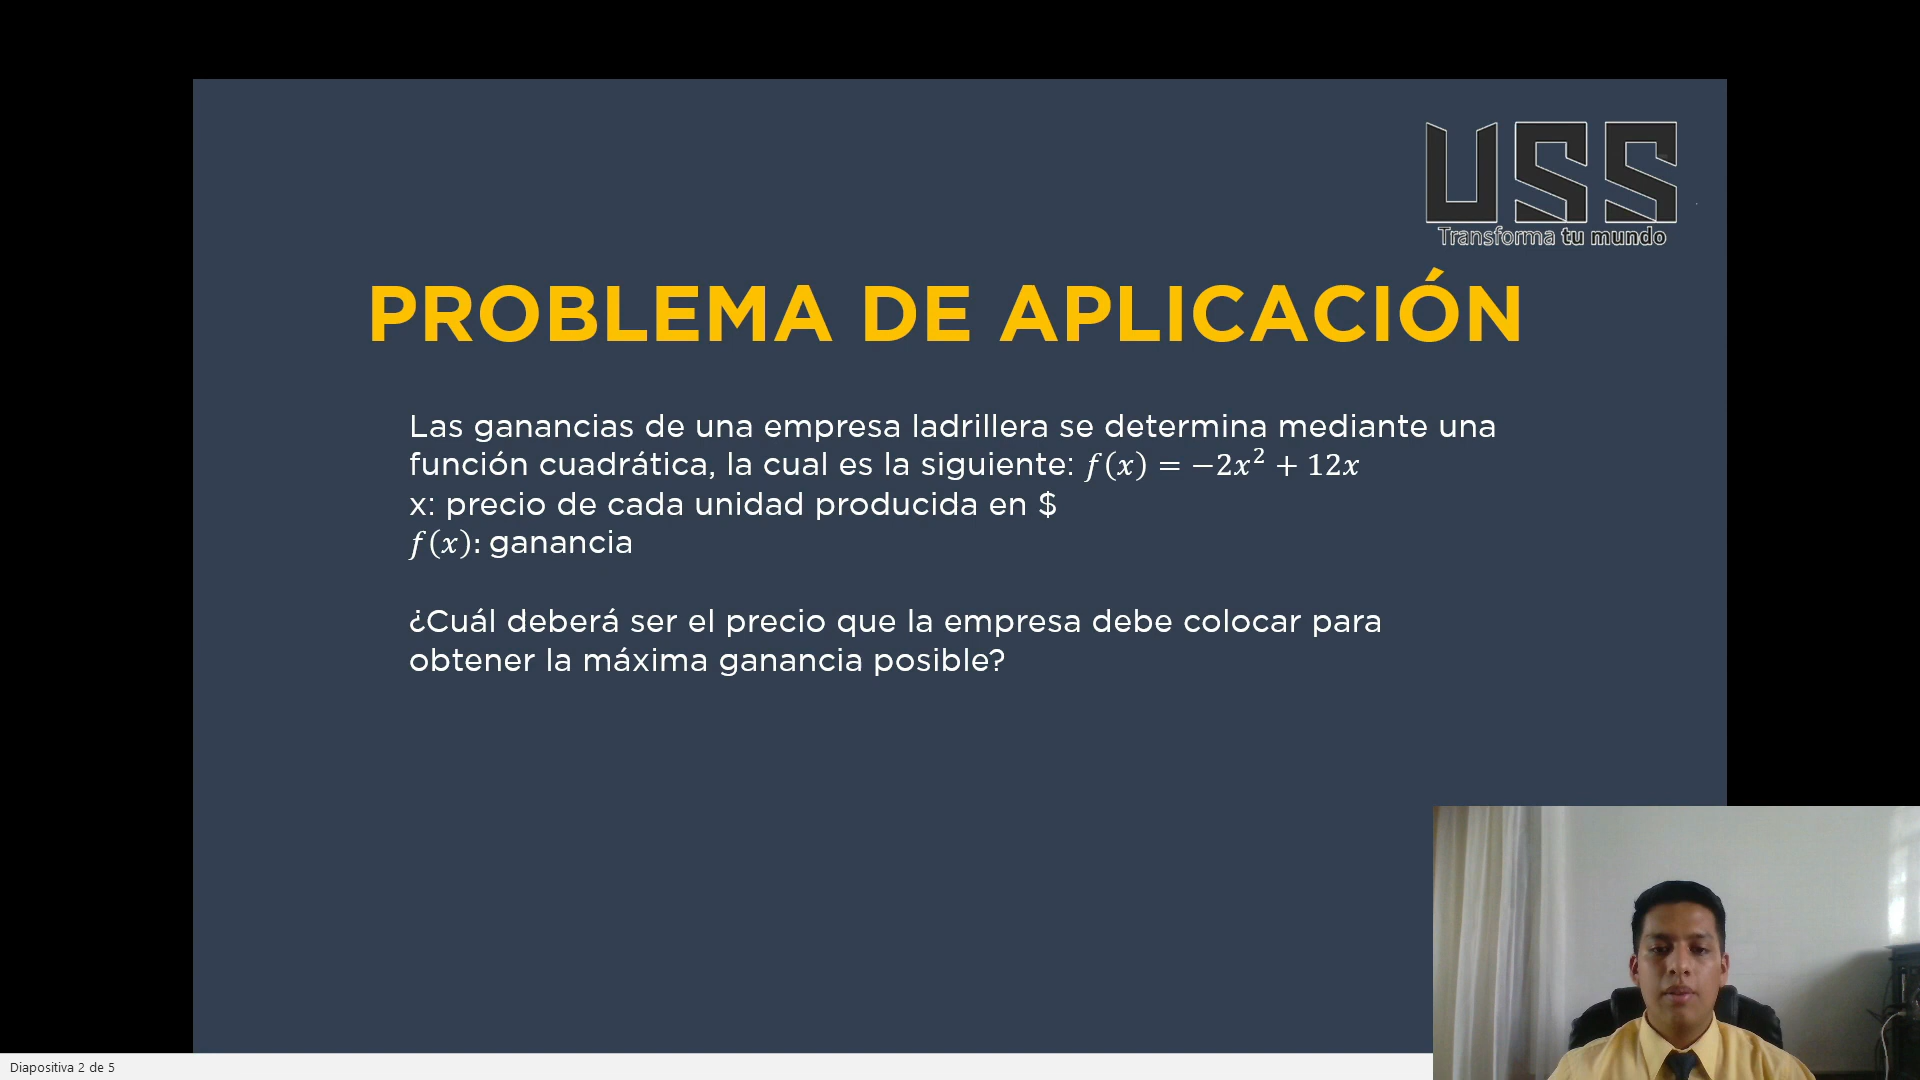 USS
Transforma tu mundo
PROBLEMA DE APLICACIÓN
Las ganancias de una empresa ladrillera se determina mediante una
función cuadrática, la cual es la siguiente: f(x) = −2x² + 12x
x: precio de cada unidad producida en $
f(x): ganancia
¿Cuál deberá ser el precio que la empresa debe colocar para
obtener la máxima ganancia posible?
Diapositiva 2 de 5